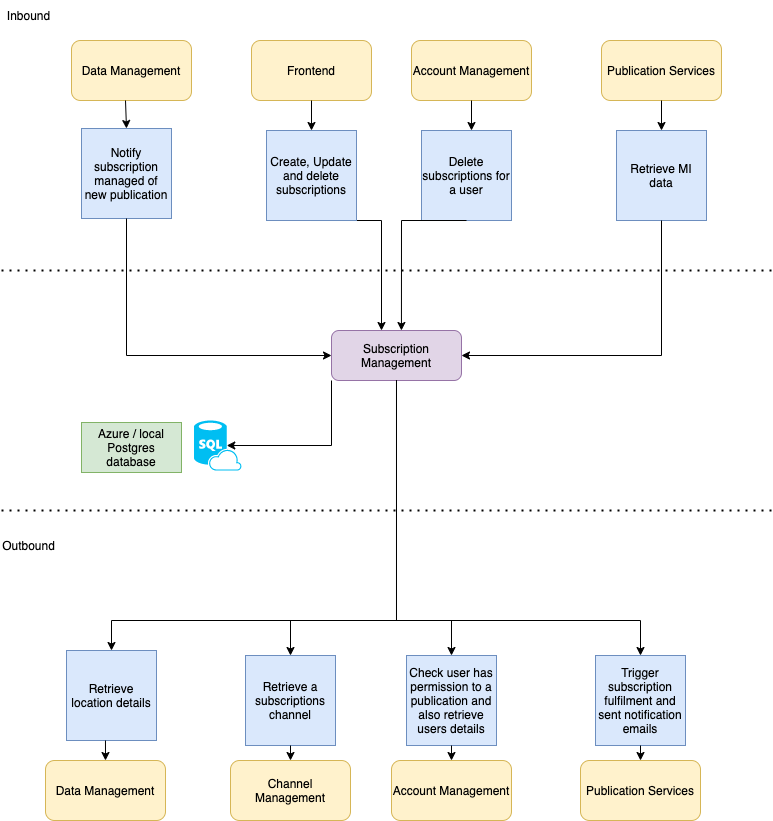 Inbound
Data Management
Frontend
Account Management
Publication Services
Notify
subscription
managed of
new publication
Create, Update
and delete
subscriptions
Delete
subscriptions for
a user
Retrieve MI
data
Subscription
Management
Azure / local
Postgres
database
SQL
Outbound
Retrieve
location details
Retrieve a
subscriptions
channel
Check user has
permission to a
publication and
also retrieve
users details
Trigger
subscription
fulfilment and
sent notification
emails
Data Management
Channel
Management
Account Management
Publication Services